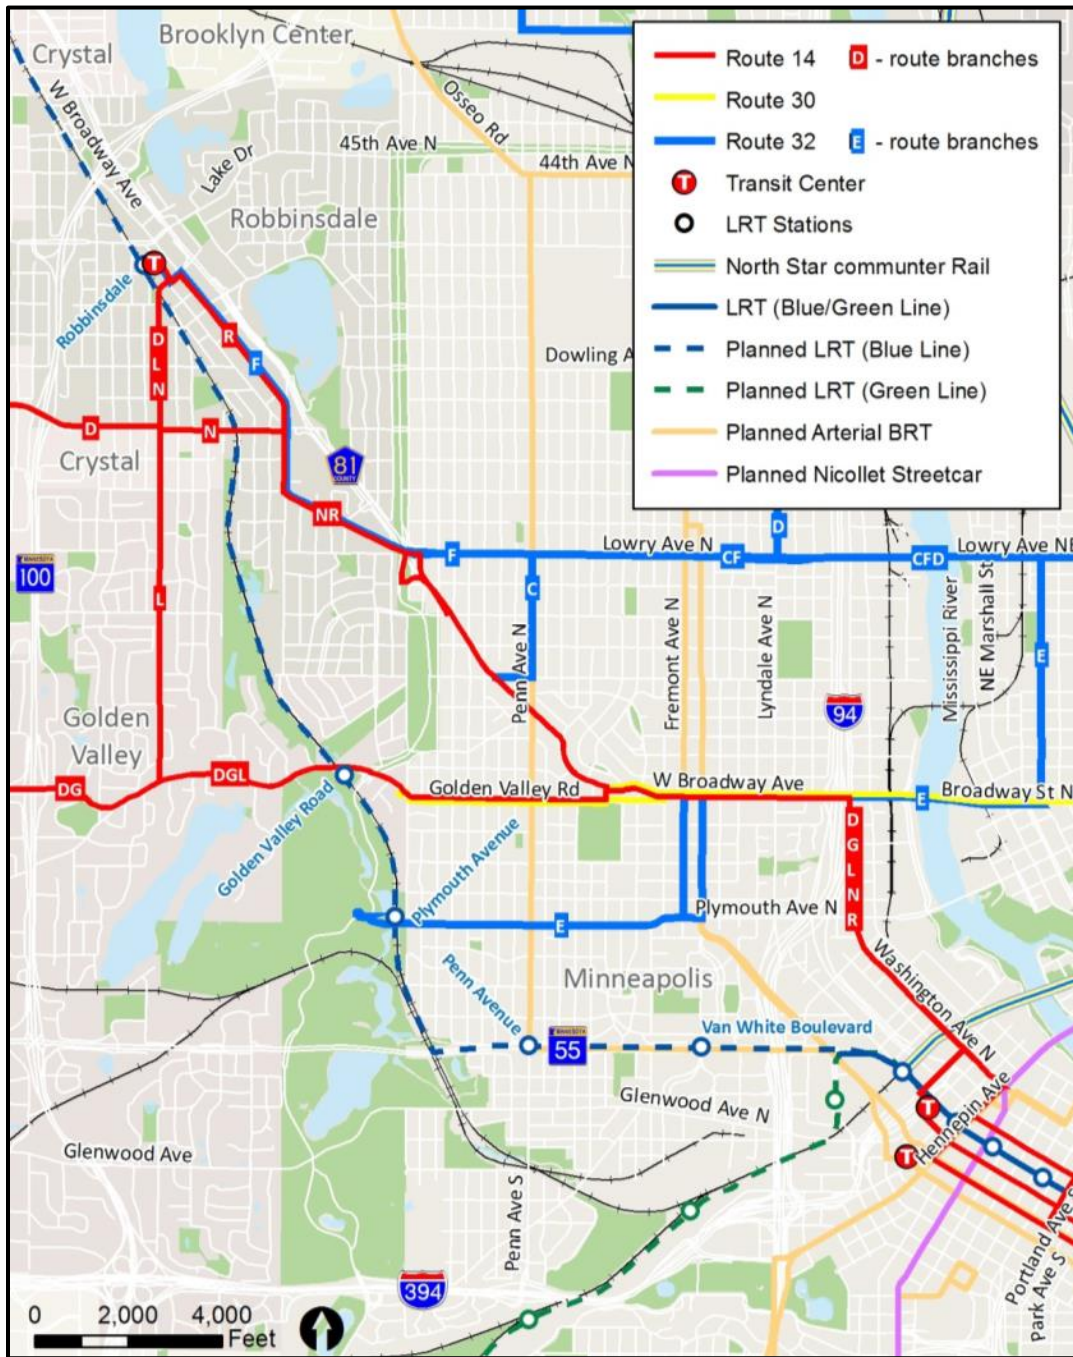 Crystal
Brooklyn Center
W Broadway Ave
Osseo Rd
Lake Dr
45th Ave N
44th Ave N
Robbinsdale
Route 14
D - route branches
Route 30
Route 32
E - route branches
T Transit Center
LRT Stations
North Star communter Rail
LRT (Blue/Green Line)
Planned LRT (Blue Line)
Planned LRT (Green Line)
Planned Arterial BRT
Planned Nicollet Streetcar
T
Robbinsdale
D
L
N
R
F
Dowling A
D
N
Crystal
81
COUNTY
NR
F
Lowry Ave N
CF
D
CFD
Lowry Ave NE
MINNESOTA
100
L
C
Penn Ave N
Fremont Ave N
Lyndale Ave N
Mississippi River
NE Marshall St
E
94
Golden
Valley
DG
DGL
Golden Valley Rd
W Broadway Ave
E
Broadway St N
Golden Valley Road
Plymouth Avenue
D
G
L
N
R
E
Plymouth Ave N
Minneapolis
Washington Ave N
Penn Avenue
MINNESOTA
55
Van White Boulevard
Glenwood Ave N
T
Hennepin Ave
T
Glenwood Ave
Penn Ave S
Portland Ave S
Park Ave S
394
0 2,000 4,000
Feet